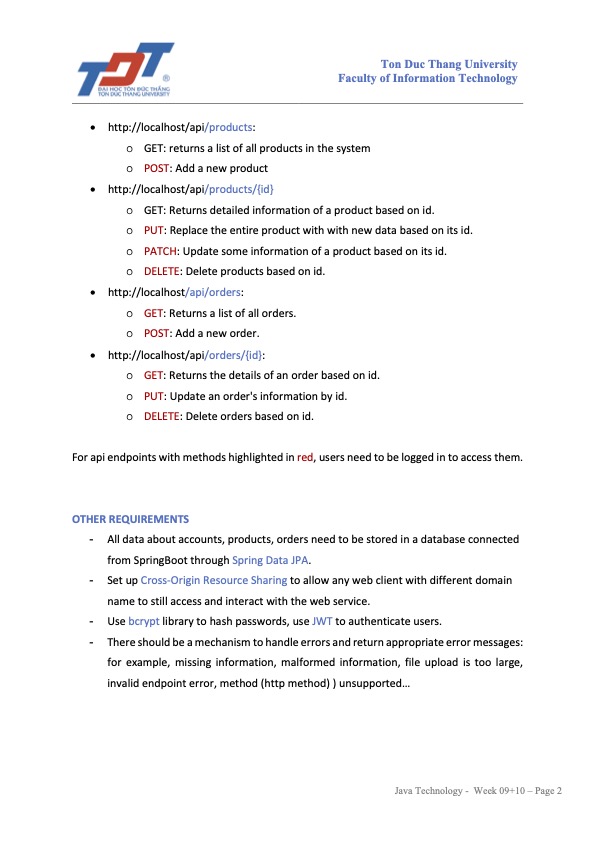 TDT
®
ĐẠI HỌC TÔN ĐỨC THẮNG
TON DUC THANG UNIVERSITY
Ton Duc Thang University
Faculty of Information Technology
• http://localhost/api/products:
o GET: returns a list of all products in the system
o POST: Add a new product
• http://localhost/api/products/{id}
o GET: Returns detailed information of a product based on id.
o PUT: Replace the entire product with with new data based on its id.
o PATCH: Update some information of a product based on its id.
o DELETE: Delete products based on id.
• http://localhost/api/orders:
o GET: Returns a list of all orders.
o POST: Add a new order.
• http://localhost/api/orders/{id}:
o GET: Returns the details of an order based on id.
o PUT: Update an order's information by id.
o DELETE: Delete orders based on id.
For api endpoints with methods highlighted in red, users need to be logged in to access them.
OTHER REQUIREMENTS
- All data about accounts, products, orders need to be stored in a database connected
from SpringBoot through Spring Data JPA.
- Set up Cross-Origin Resource Sharing to allow any web client with different domain
name to still access and interact with the web service.
- Use bcrypt library to hash passwords, use JWT to authenticate users.
- There should be a mechanism to handle errors and return appropriate error messages:
for example, missing information, malformed information, file upload is too large,
invalid endpoint error, method (http method) ) unsupported…
Java Technology - Week 09+10 – Page 2